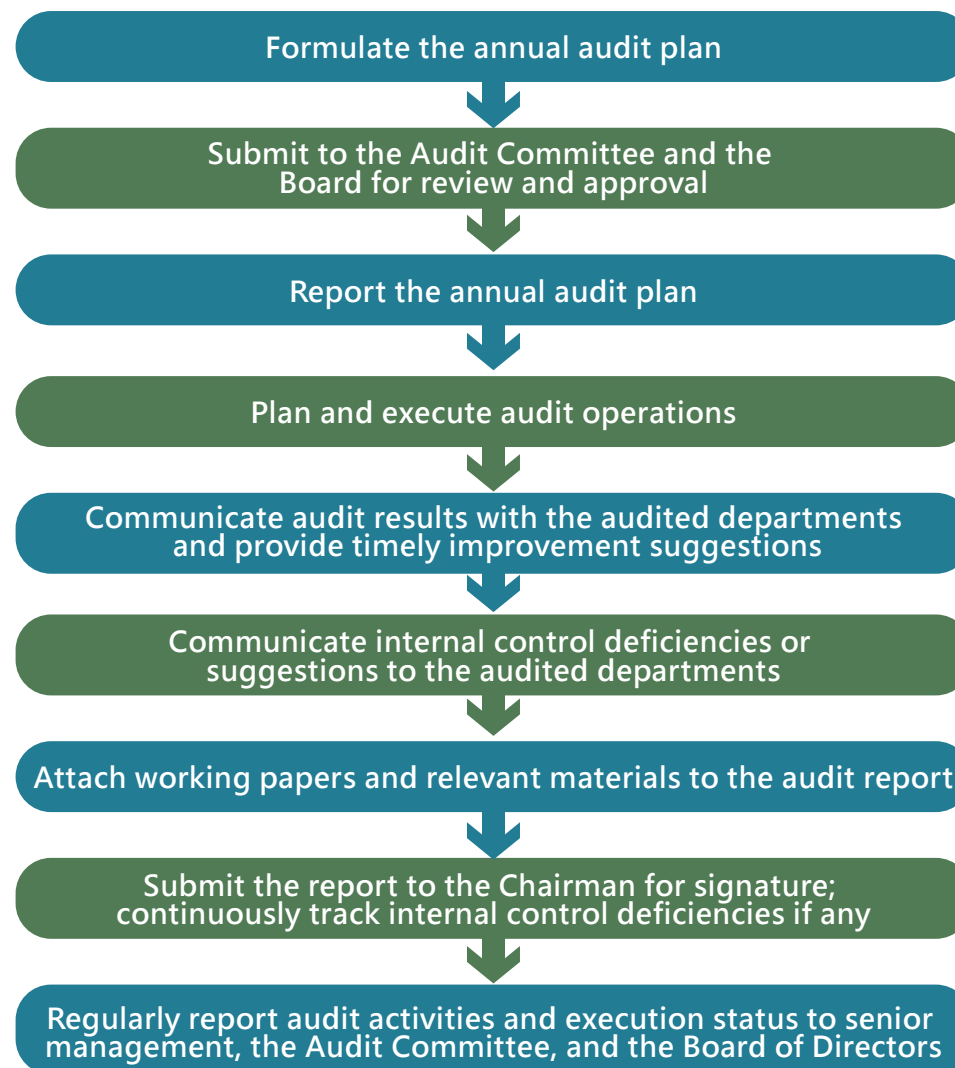 Formulate the annual audit plan
Submit to the Audit Committee and the
Board for review and approval
Report the annual audit plan
Plan and execute audit operations
Communicate audit results with the audited departments
and provide timely improvement suggestions
Communicate internal control deficiencies or
suggestions to the audited departments
Attach working papers and relevant materials to the audit report
Submit the report to the Chairman for signature;
continuously track internal control deficiencies if any
Regularly report audit activities and execution status to senior
management, the Audit Committee, and the Board of Directors